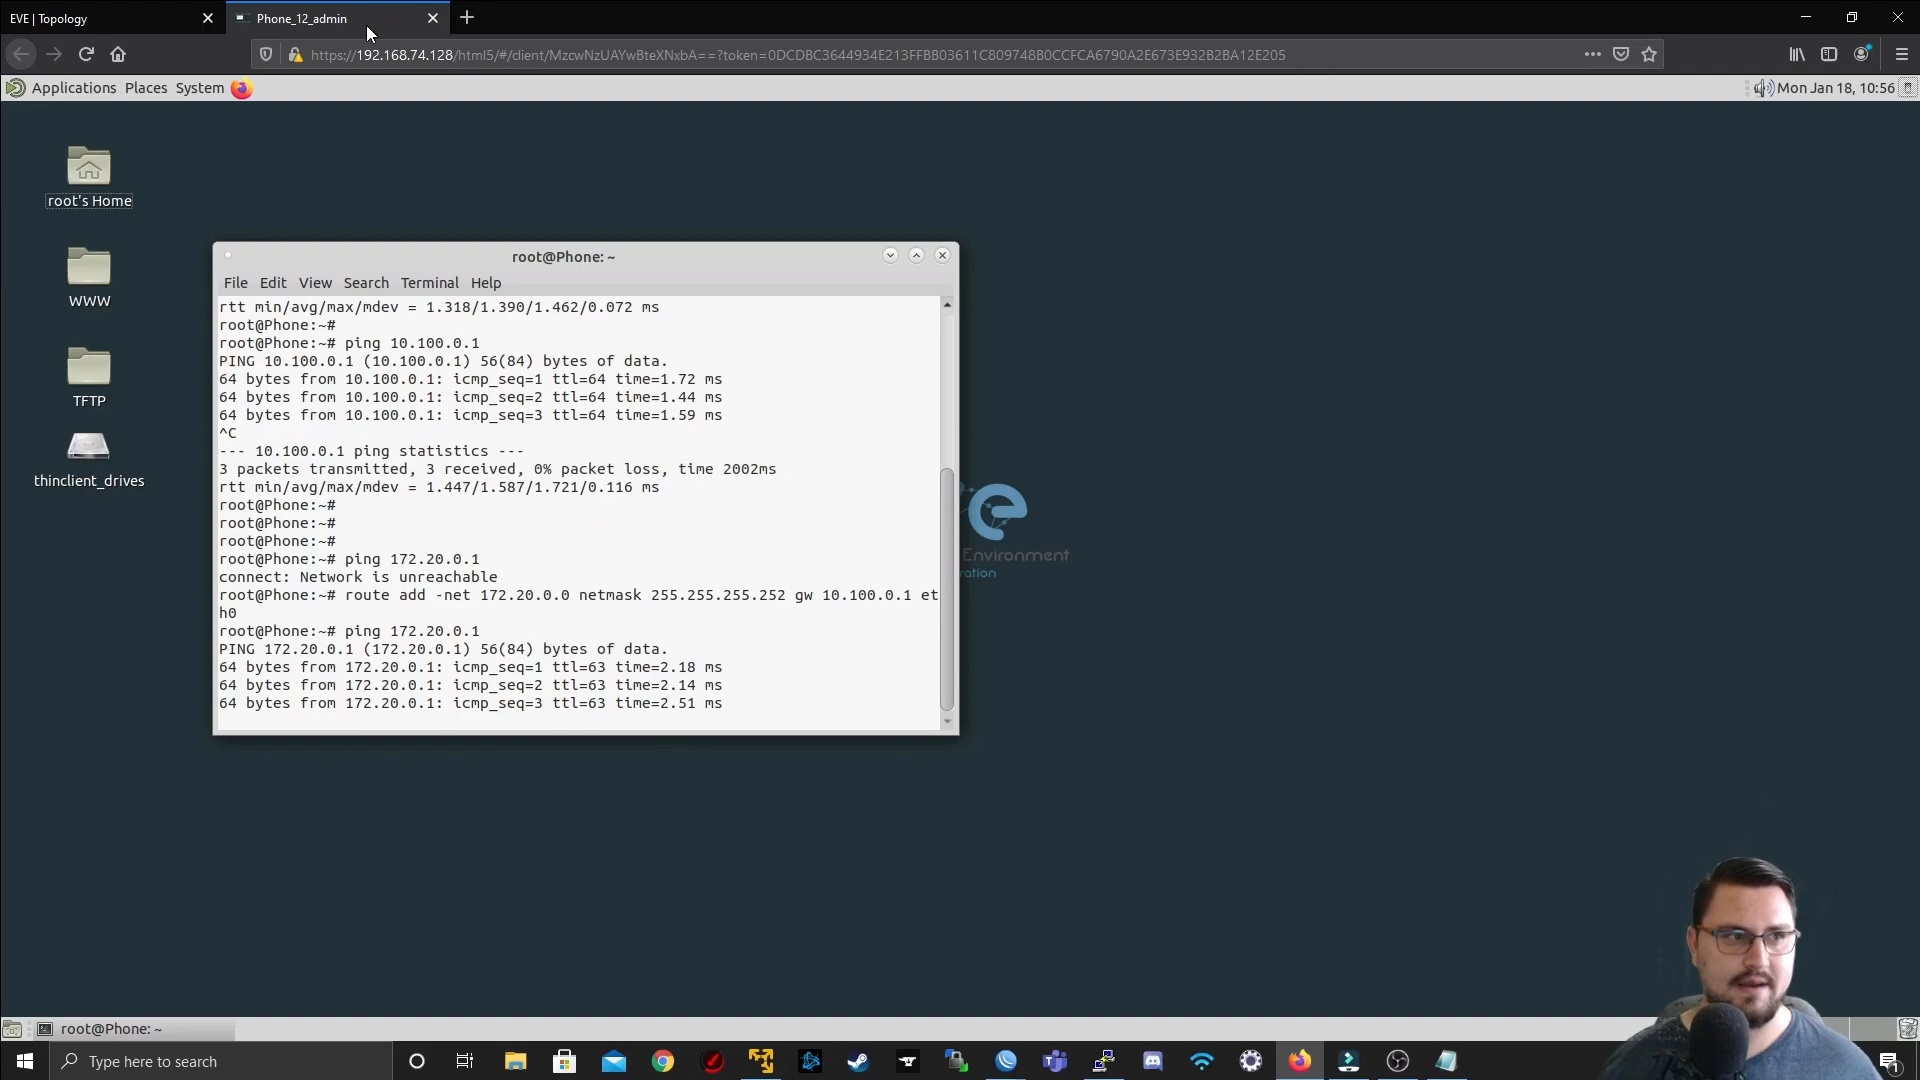 EVE | Topology
Phone_12_admin
https://192.168.74.128/html5/#/client/MzcwNzUAYwBteXNxbA==?token=0DCDBC3644934E213FFBB03611C809748B0CCFCA6790A2E673E932B2BA12E205
Applications Places System
Mon Jan 18, 10:56
root's Home
WWW
TFTP
thinclient_drives
root@Phone: ~
File Edit View Search Terminal Help
rtt min/avg/max/mdev = 1.318/1.390/1.462/0.072 ms
root@Phone:~#
root@Phone:~# ping 10.100.0.1
PING 10.100.0.1 (10.100.0.1) 56(84) bytes of data.
64 bytes from 10.100.0.1: icmp_seq=1 ttl=64 time=1.72 ms
64 bytes from 10.100.0.1: icmp_seq=2 ttl=64 time=1.44 ms
64 bytes from 10.100.0.1: icmp_seq=3 ttl=64 time=1.59 ms
^C
--- 10.100.0.1 ping statistics ---
3 packets transmitted, 3 received, 0% packet loss, time 2002ms
rtt min/avg/max/mdev = 1.447/1.587/1.721/0.116 ms
root@Phone:~#
root@Phone:~#
root@Phone:~#
root@Phone:~# ping 172.20.0.1
connect: Network is unreachable
root@Phone:~# route add -net 172.20.0.0 netmask 255.255.255.252 gw 10.100.0.1 et
h0
root@Phone:~# ping 172.20.0.1
PING 172.20.0.1 (172.20.0.1) 56(84) bytes of data.
64 bytes from 172.20.0.1: icmp_seq=1 ttl=63 time=2.18 ms
64 bytes from 172.20.0.1: icmp_seq=2 ttl=63 time=2.14 ms
64 bytes from 172.20.0.1: icmp_seq=3 ttl=63 time=2.51 ms
Environment
ration
root@Phone: ~
Type here to search
1